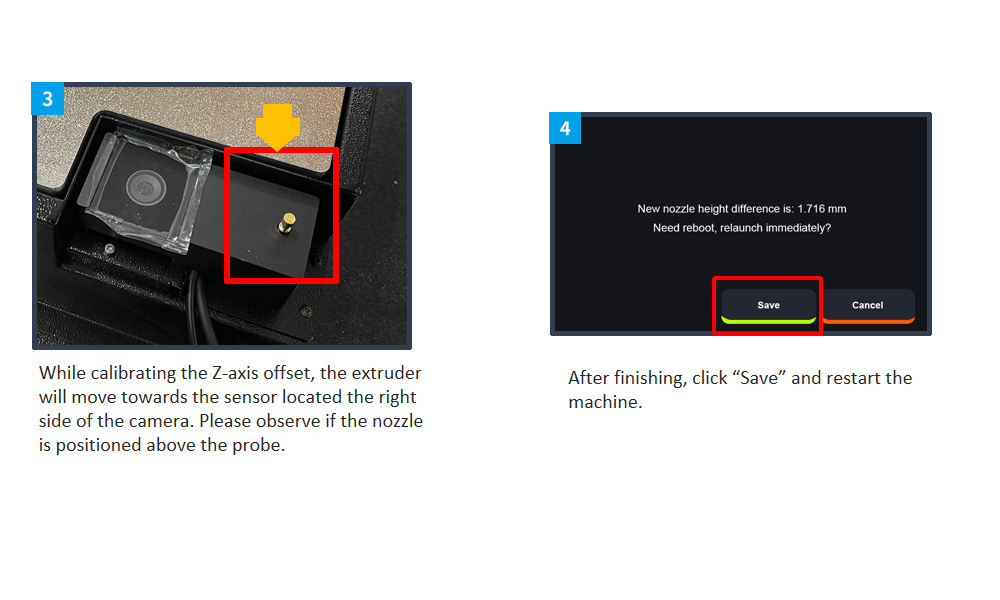 3
While calibrating the Z-axis offset, the extruder
will move towards the sensor located the right
side of the camera. Please observe if the nozzle
is positioned above the probe.
4
New nozzle height difference is: 1.716 mm
Need reboot, relaunch immediately?
Save
Cancel
After finishing, click “Save” and restart the
machine.